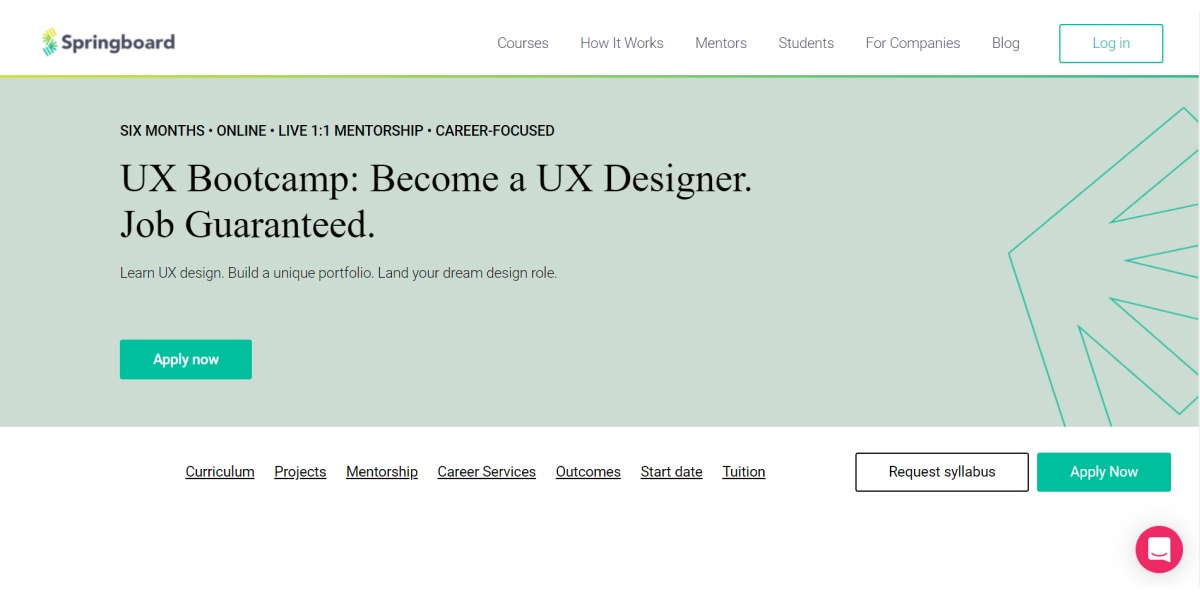 Springboard
Courses How It Works Mentors Students For Companies Blog Log in
SIX MONTHS • ONLINE • LIVE 1:1 MENTORSHIP • CAREER-FOCUSED
UX Bootcamp: Become a UX Designer.
Job Guaranteed.
Learn UX design. Build a unique portfolio. Land your dream design role.
Apply now
Curriculum Projects Mentorship Career Services Outcomes Start date Tuition Request syllabus Apply Now